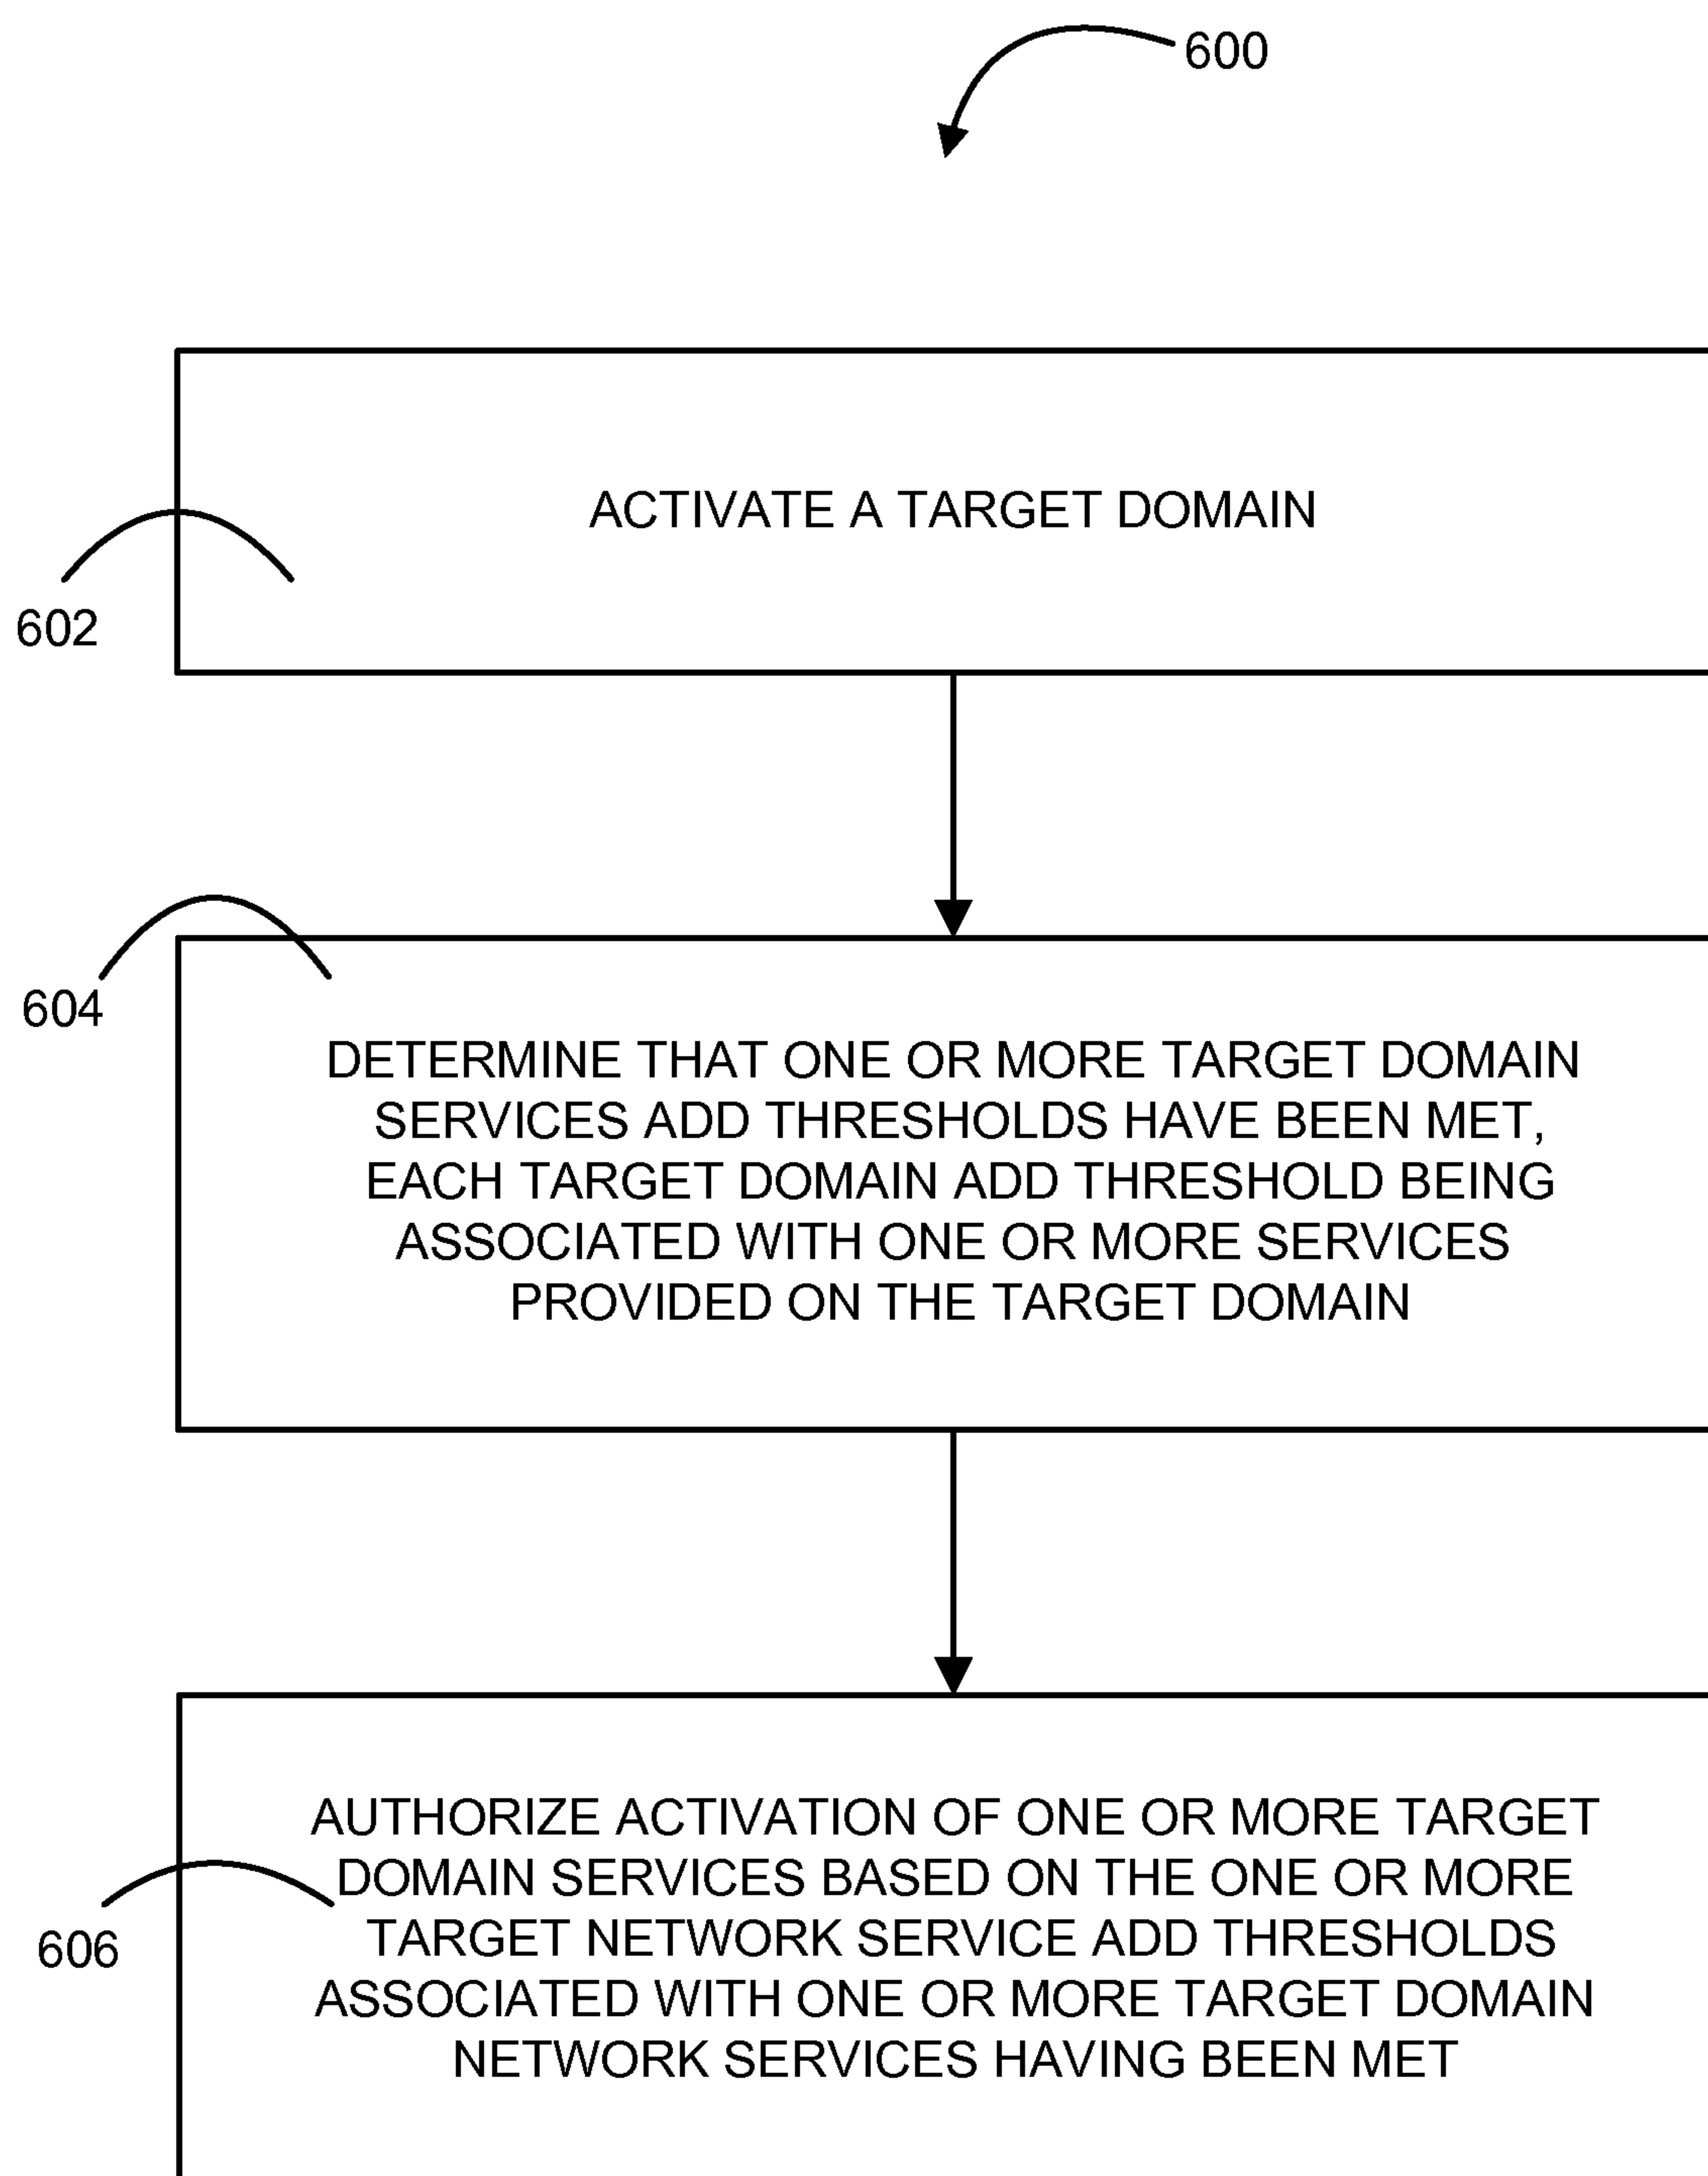 600
ACTIVATE A TARGET DOMAIN
602
604
DETERMINE THAT ONE OR MORE TARGET DOMAIN
SERVICES ADD THRESHOLDS HAVE BEEN MET,
EACH TARGET DOMAIN ADD THRESHOLD BEING
ASSOCIATED WITH ONE OR MORE SERVICES
PROVIDED ON THE TARGET DOMAIN
AUTHORIZE ACTIVATION OF ONE OR MORE TARGET
DOMAIN SERVICES BASED ON THE ONE OR MORE
TARGET NETWORK SERVICE ADD THRESHOLDS
ASSOCIATED WITH ONE OR MORE TARGET DOMAIN
NETWORK SERVICES HAVING BEEN MET
606